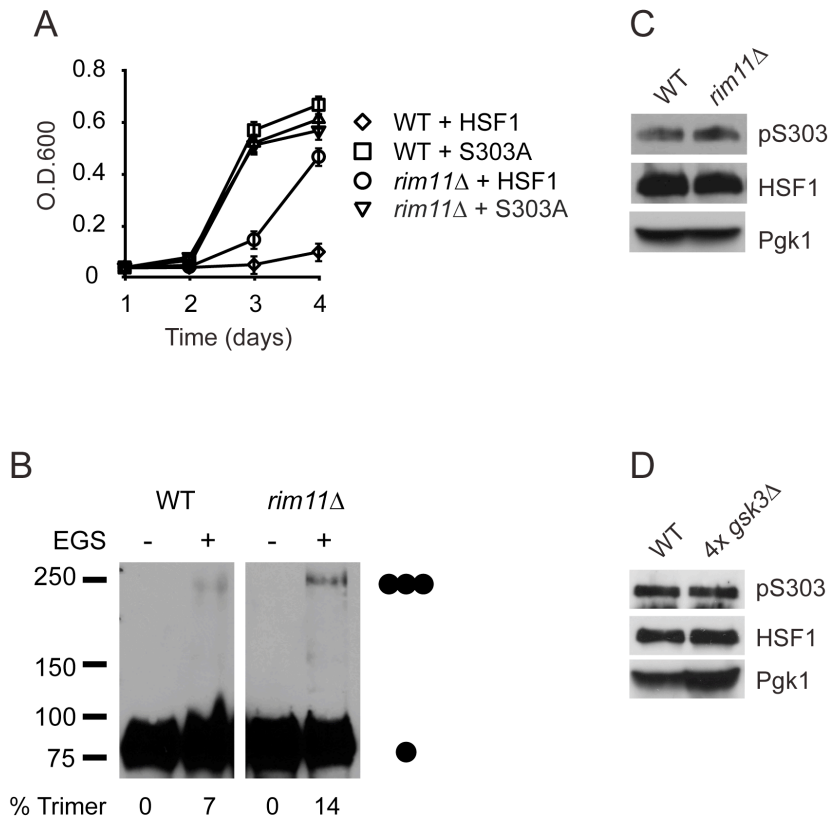 A
0.8
0.6
0.4
0.2
0
O.D.600
1 2 3 4
Time (days)
WT + HSF1
WT + S303A
rim11Δ + HSF1
rim11Δ + S303A
C
WT rim11Δ
pS303
HSF1
Pgk1
B
WT rim11Δ
EGS - + - +
250
150
100
75
% Trimer 0 7 0 14
D
WT 4x gsk3Δ
pS303
HSF1
Pgk1